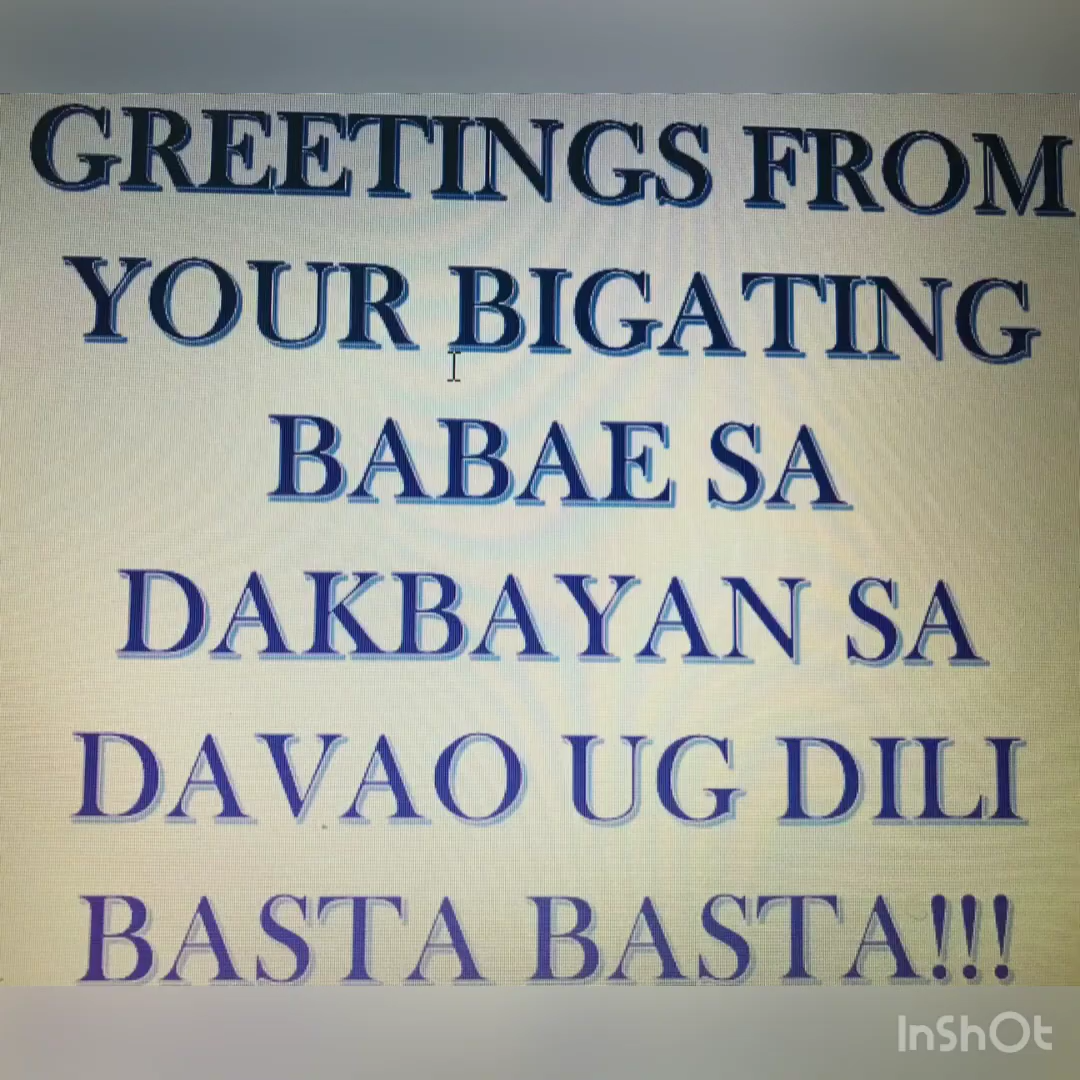 GREETINGS FROM
YOUR BIGATING
BABAE SA
DAKBAYAN SA
DAVAO UG DILI
BASTA BASTA!!!
InShOt